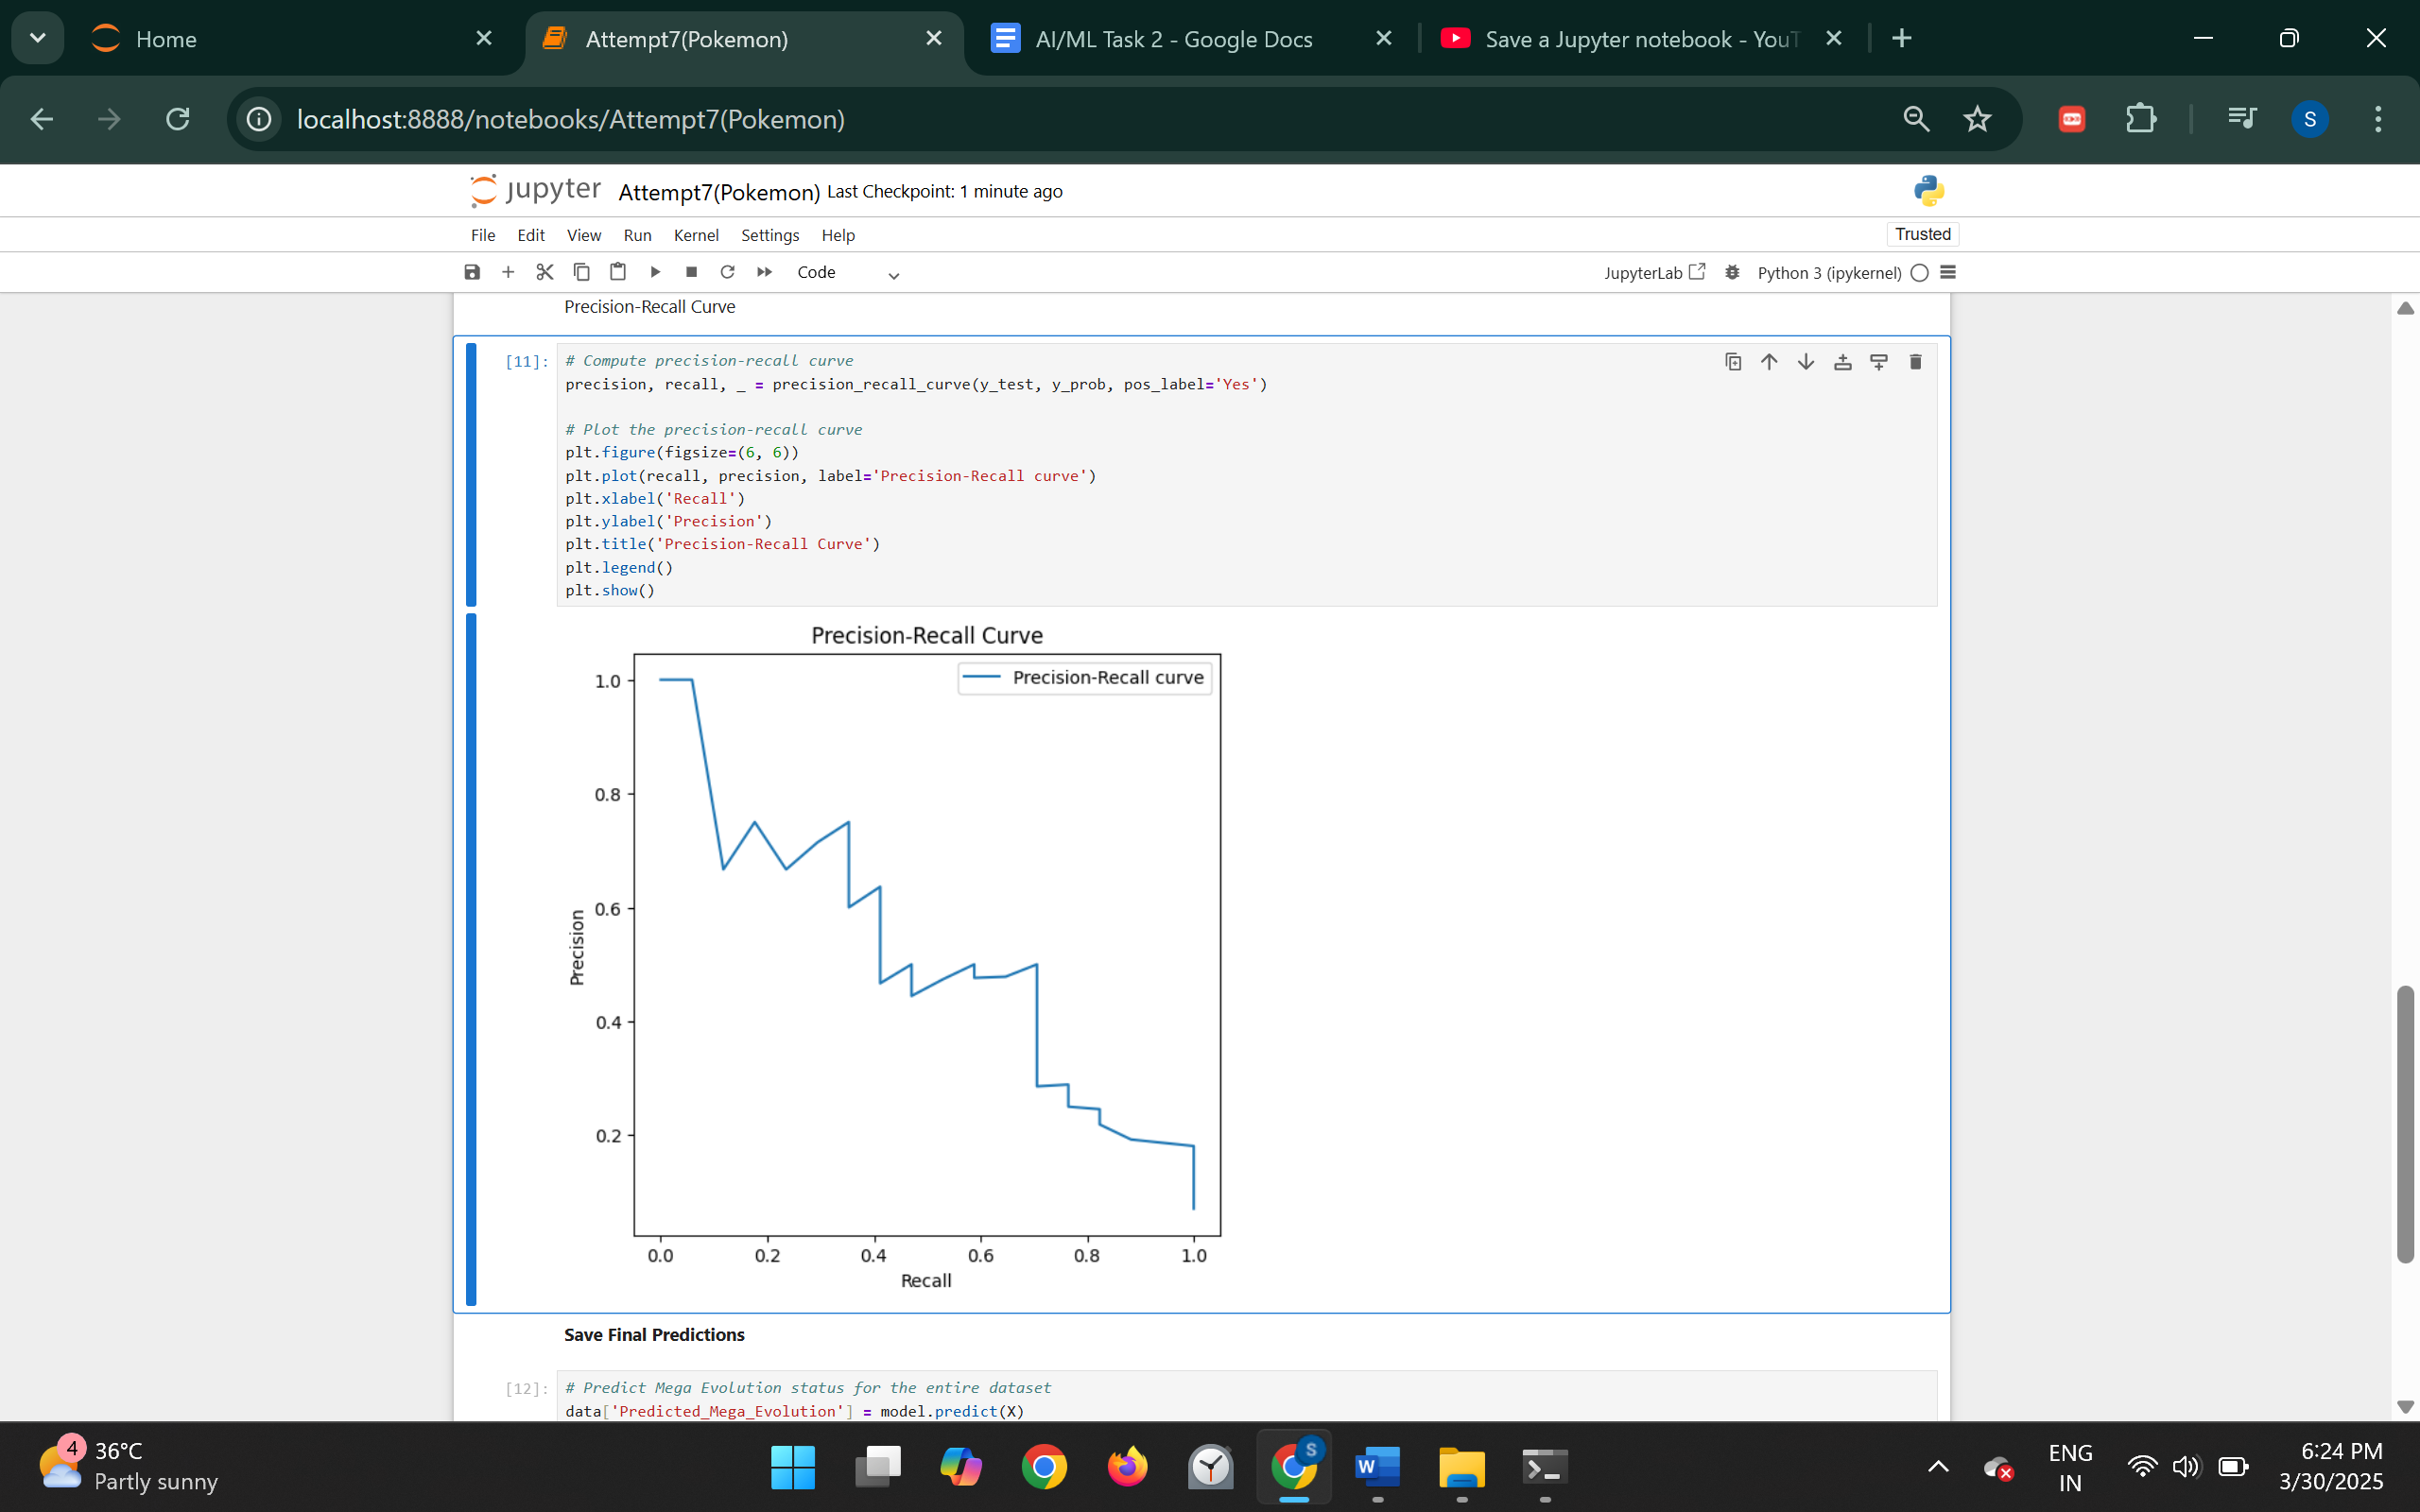 Home
Attempt7(Pokemon)
AI/ML Task 2 - Google Docs
Save a Jupyter notebook - YouT
localhost:8888/notebooks/Attempt7(Pokemon)
S
jupyter Attempt7(Pokemon) Last Checkpoint: 1 minute ago
File Edit View Run Kernel Settings Help
Trusted
Code
JupyterLab
Python 3 (ipykernel)
Precision-Recall Curve
[11]:
# Compute precision-recall curve
precision, recall, _ = precision_recall_curve(y_test, y_prob, pos_label='Yes')
# Plot the precision-recall curve
plt.figure(figsize=(6, 6))
plt.plot(recall, precision, label='Precision-Recall curve')
plt.xlabel('Recall')
plt.ylabel('Precision')
plt.title('Precision-Recall Curve')
plt.legend()
plt.show()
Precision-Recall Curve
Precision-Recall curve
1.0
0.8
0.6
0.4
0.2
Precision
0.0 0.2 0.4 0.6 0.8 1.0
Recall
Save Final Predictions
[12]:
# Predict Mega Evolution status for the entire dataset
data['Predicted_Mega_Evolution'] = model.predict(X)
4
36°C
Partly sunny
S
W
ENG
IN
6:24 PM
3/30/2025